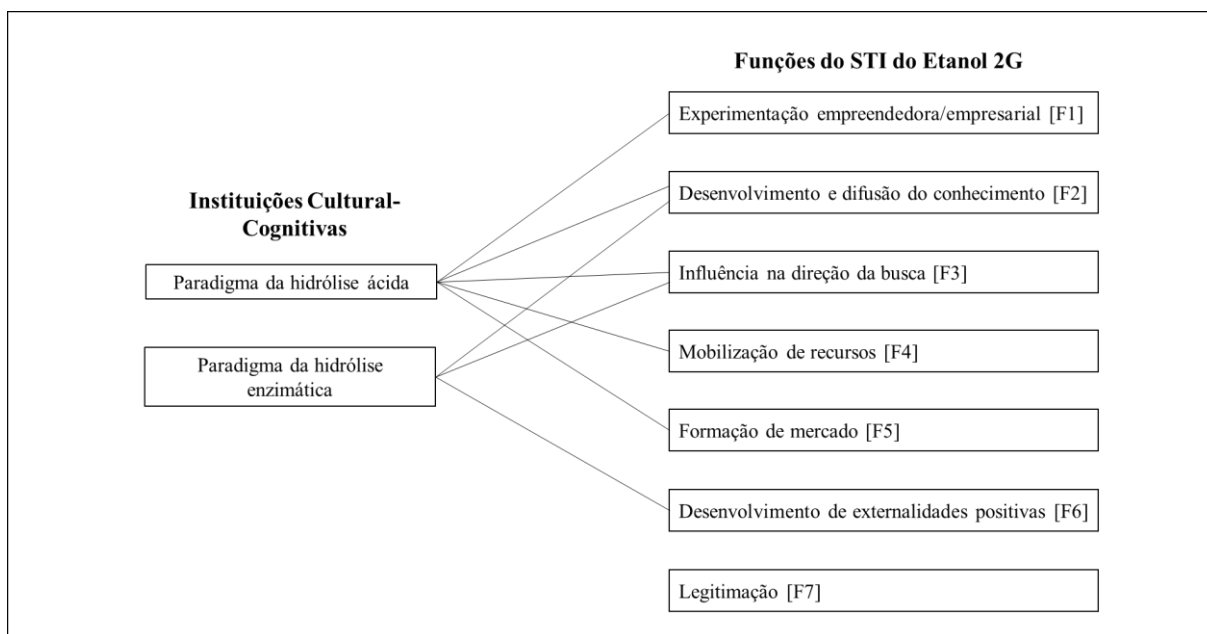 Instituições Cultural-
Cognitivas
Paradigma da hidrólise ácida
Paradigma da hidrólise
enzimática
Funções do STI do Etanol 2G
Experimentação empreendedora/empresarial [F1]
Desenvolvimento e difusão do conhecimento [F2]
Influência na direção da busca [F3]
Mobilização de recursos [F4]
Formação de mercado [F5]
Desenvolvimento de externalidades positivas [F6]
Legitimação [F7]